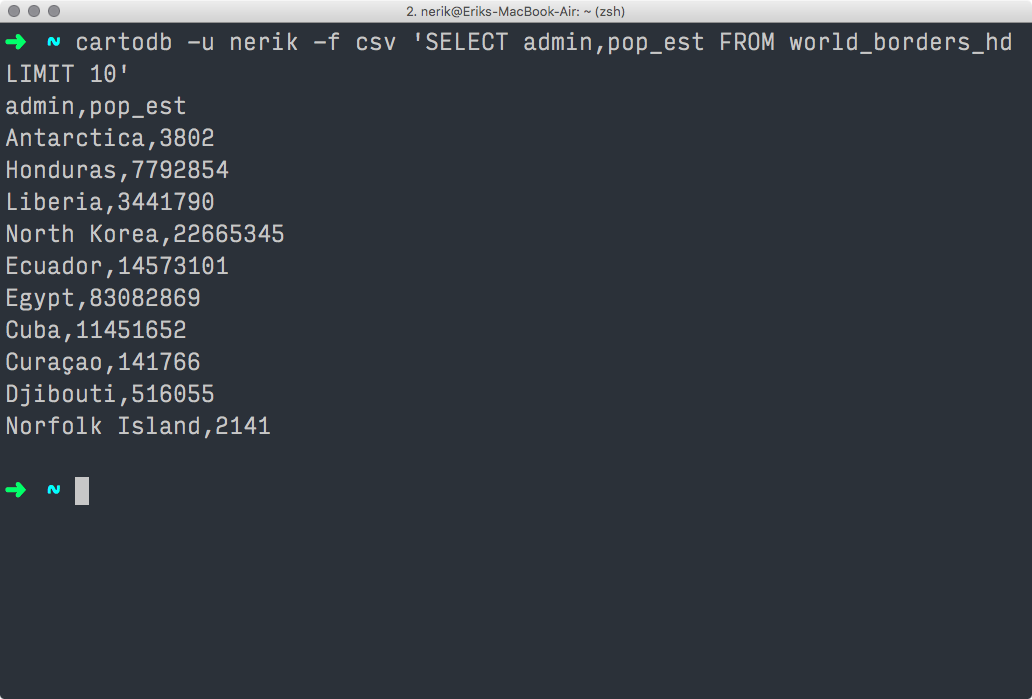 2. nerik@Eriks-MacBook-Air: ~ (zsh)
➜ ~ cartodb -u nerik -f csv 'SELECT admin,pop_est FROM world_borders_hd
LIMIT 10'
admin,pop_est
Antarctica,3802
Honduras,7792854
Liberia,3441790
North Korea,22665345
Ecuador,14573101
Egypt,83082869
Cuba,11451652
Curaçao,141766
Djibouti,516055
Norfolk Island,2141
➜ ~